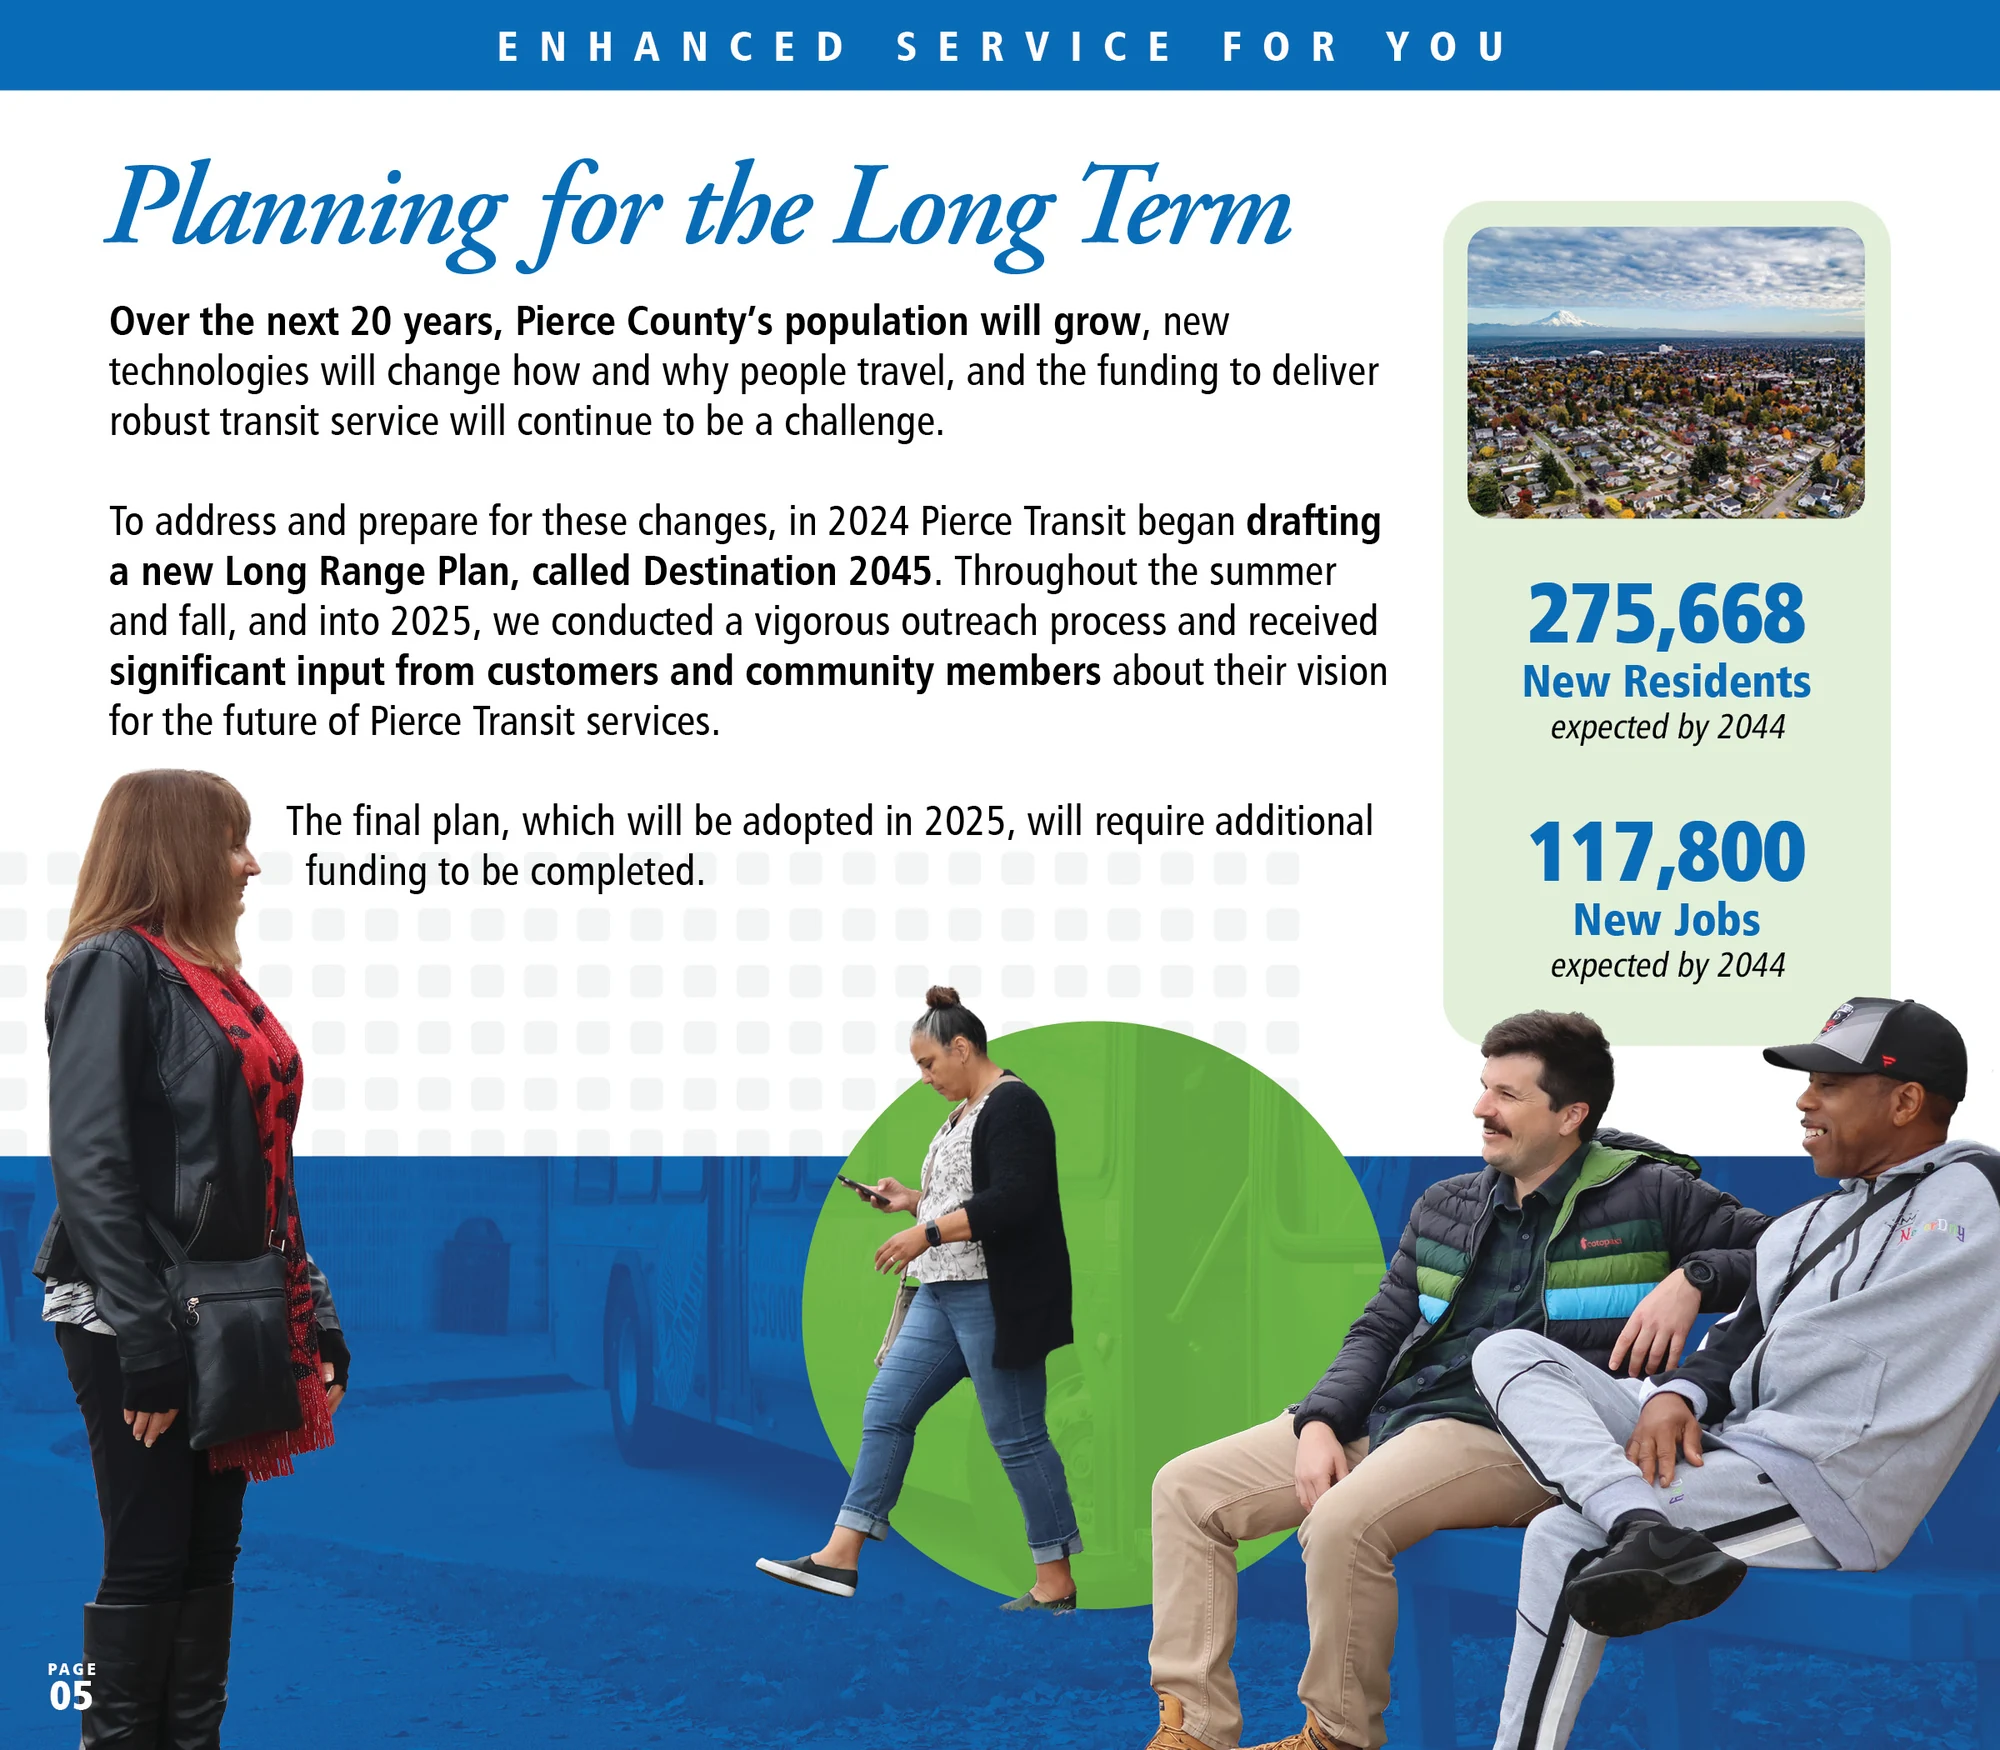 ENHANCED SERVICE FOR YOU
Planning for the Long Term
Over the next 20 years, Pierce County's population will grow, new
technologies will change how and why people travel, and the funding to deliver
robust transit service will continue to be a challenge.
To address and prepare for these changes, in 2024 Pierce Transit began drafting
a new Long Range Plan, called Destination 2045. Throughout the summer
and fall, and into 2025, we conducted a vigorous outreach process and received
significant input from customers and community members about their vision
for the future of Pierce Transit services.
The final plan, which will be adopted in 2025, will require additional
funding to be completed.
275,668
New Residents
expected by 2044
117,800
New Jobs
expected by 2044
cotopaxi
PAGE
05